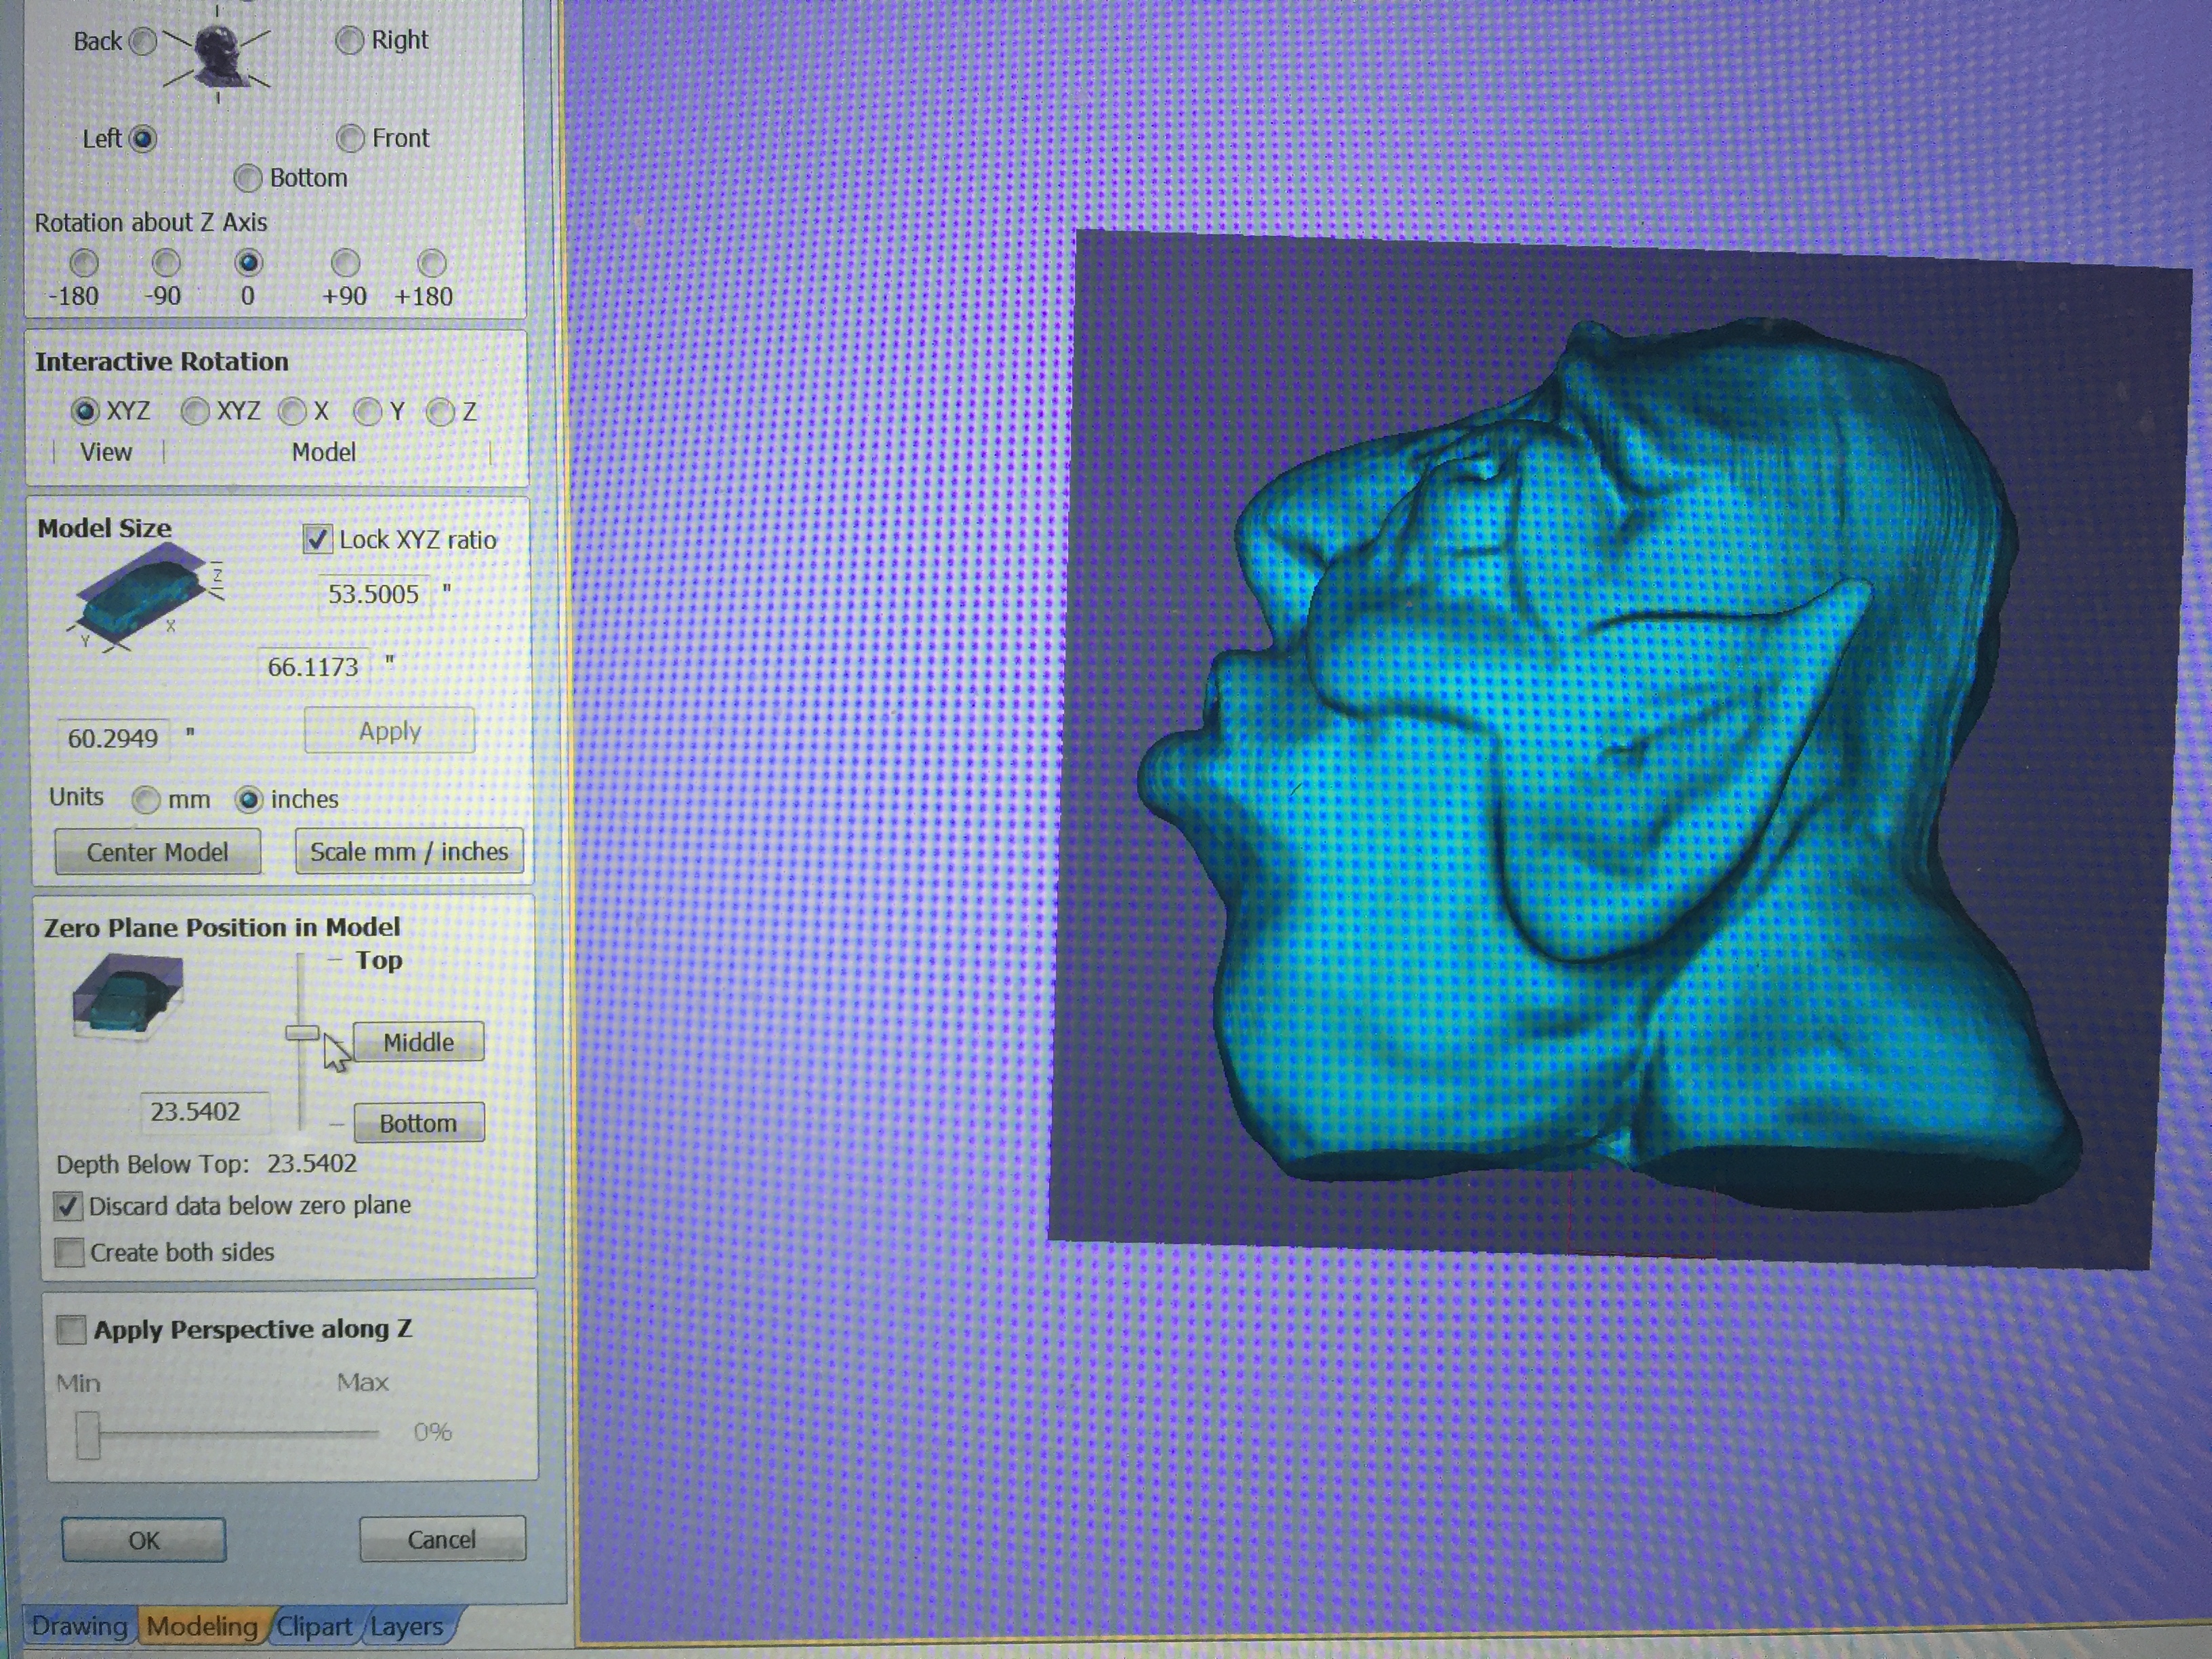 Back Right
Left Front
Bottom
Rotation about Z Axis
-180 -90 0 +90 +180
Interactive Rotation
XYZ XYZ X Y Z
View Model
Model Size
Lock XYZ ratio
53.5005 "
Z
X
Y
66.1173 "
60.2949 " Apply
Units mm inches
Center Model Scale mm / inches
Zero Plane Position in Model
Top
Middle
23.5402
Bottom
Depth Below Top: 23.5402
Discard data below zero plane
Create both sides
Apply Perspective along Z
Min Max
0%
OK Cancel
Drawing Modeling Clipart Layers